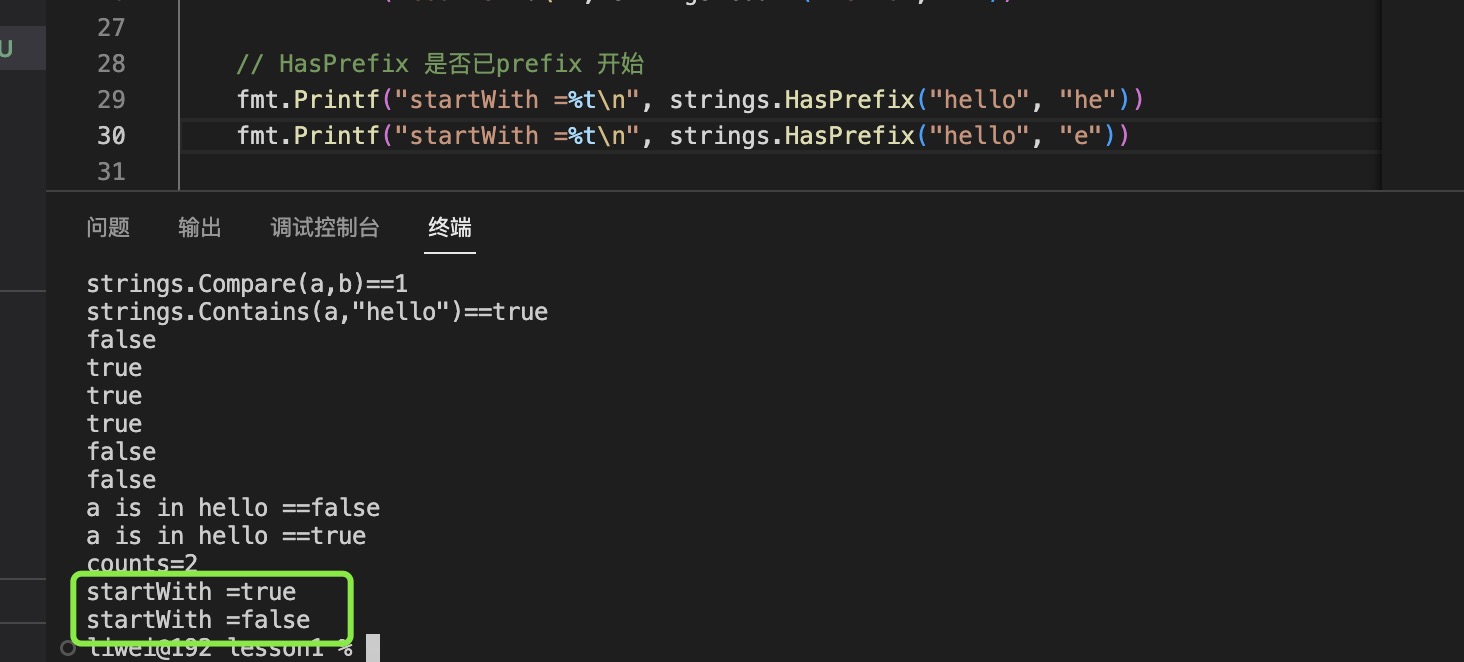 27
28 // HasPrefix 是否已prefix 开始
29 fmt.Printf("startWith =%t\n", strings.HasPrefix("hello", "he"))
30 fmt.Printf("startWith =%t\n", strings.HasPrefix("hello", "e"))
31
U
问题 输出 调试控制台 终端
strings.Compare(a,b)==1
strings.Contains(a,"hello")==true
false
true
true
true
false
false
a is in hello ==false
a is in hello ==true
counts=2
startWith =true
startWith =false
liwei@192 lesson1 %